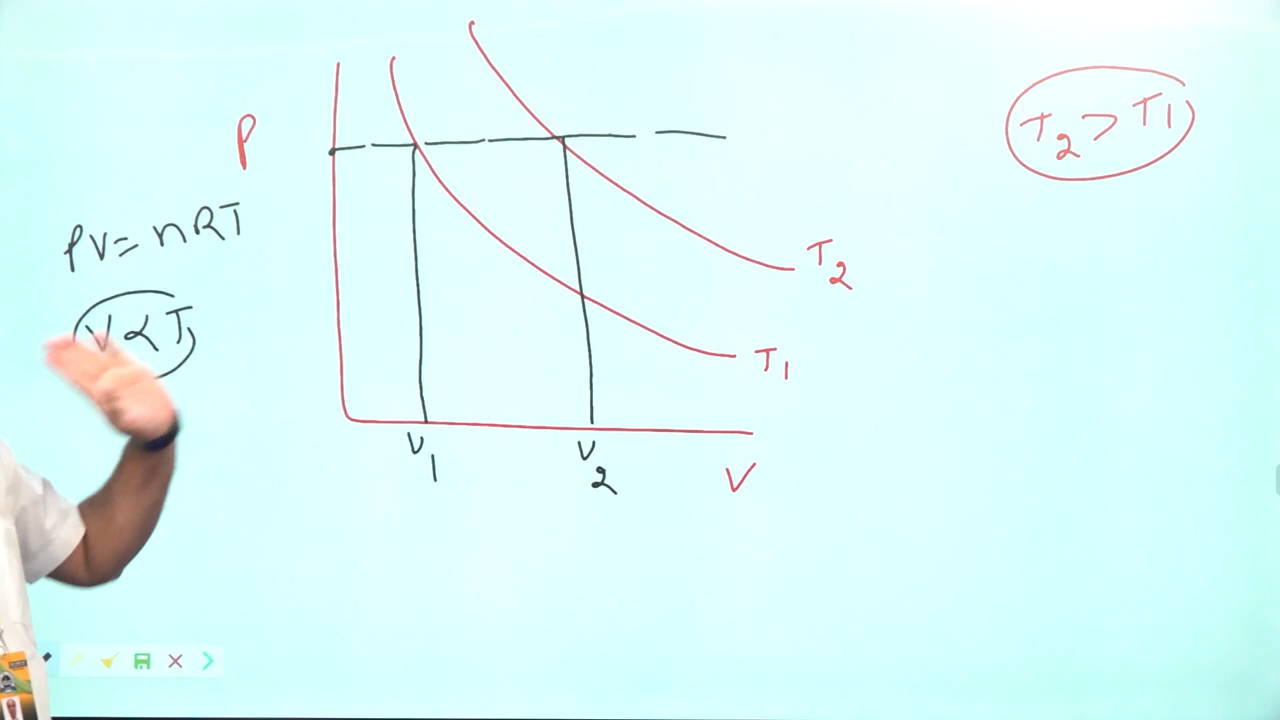 P
T₂ > T₁
PV = nRT
V ∝ T
T₂
T₁
V₁
V₂
V